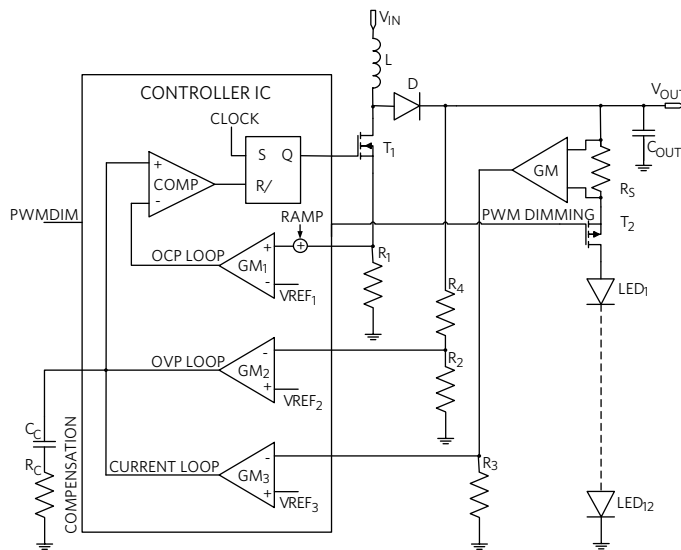 VIN
L
CONTROLLER IC
D
VOUT
CLOCK
COUT
S Q
T1
+
COMP
-
R/
GM
RS
PWMDIM
RAMP
PWM DIMMING
T2
+
OCP LOOP
+
GM1
-
R1
VREF1
LED1
R4
OVP LOOP
-
GM2
+
R2
VREF2
CC
COMPENSATION
RC
CURRENT LOOP
-
GM3
+
R3
VREF3
LED12